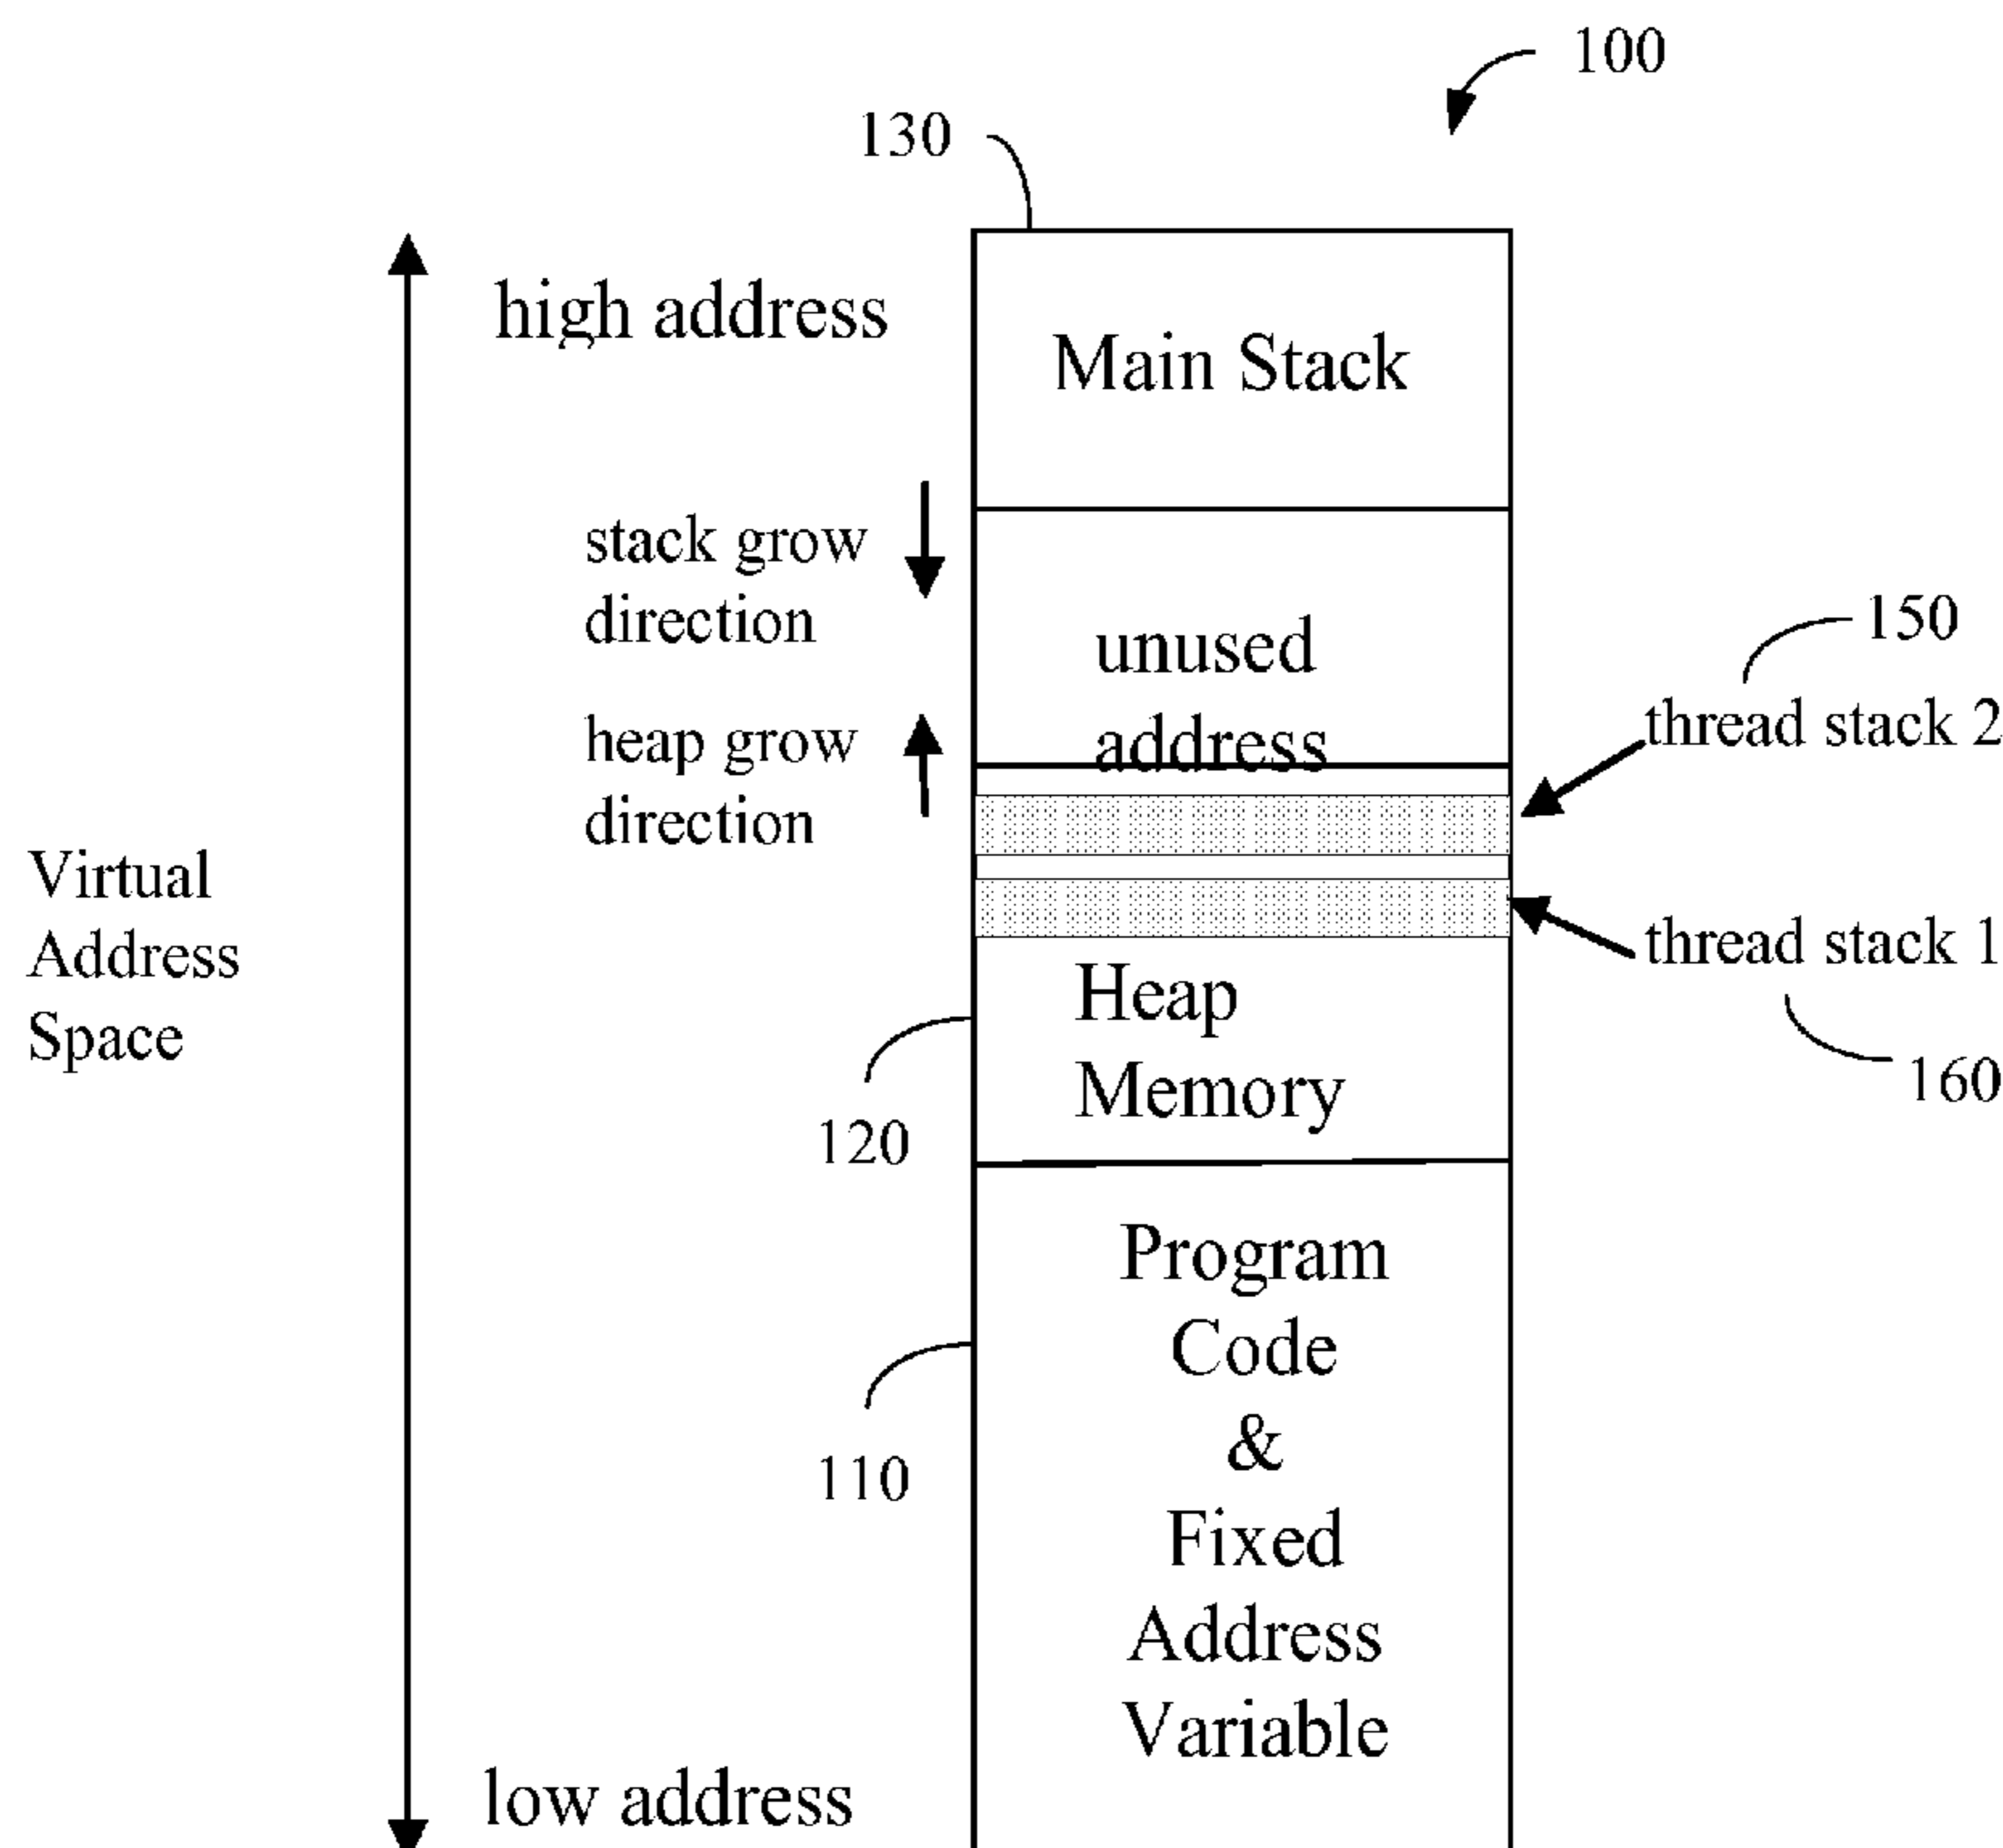 100
130
high address
Main Stack
stack grow
direction
unused
address
150
thread stack 2
heap grow
direction
Virtual
Address
Space
thread stack 1
160
Heap
Memory
120
Program
Code
&
Fixed
Address
Variable
110
low address